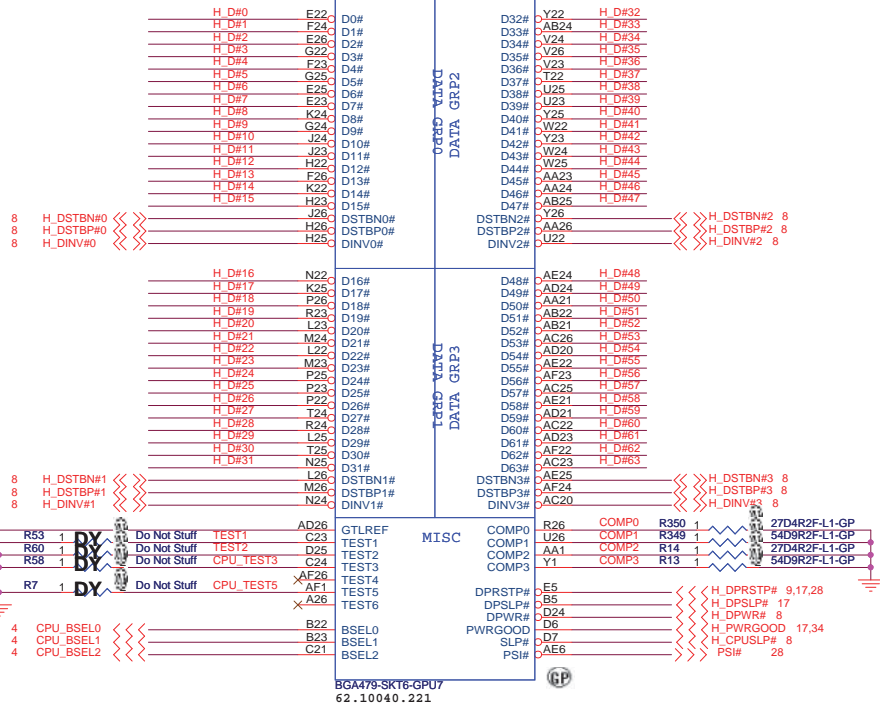 H_D#0 E22 D0# D32# Y22 H_D#32
H_D#1 F24 D1# D33# AB24 H_D#33
H_D#2 E26 D2# D34# V24 H_D#34
H_D#3 G22 D3# D35# V26 H_D#35
H_D#4 F23 D4# D36# V23 H_D#36
H_D#5 G25 D5# D37# T22 H_D#37
H_D#6 E25 D6# D38# U25 H_D#38
H_D#7 E23 D7# D39# U23 H_D#39
H_D#8 K24 D8# D40# Y25 H_D#40
H_D#9 G24 D9# D41# W22 H_D#41
H_D#10 J24 D10# D42# Y23 H_D#42
H_D#11 J23 D11# D43# W24 H_D#43
H_D#12 H22 D12# D44# W25 H_D#44
H_D#13 F26 D13# D45# AA23 H_D#45
H_D#14 K22 D14# D46# AA24 H_D#46
H_D#15 H23 D15# D47# AB25 H_D#47
8 H_DSTBN#0 J26 DSTBN0# DSTBN2# Y26 H_DSTBN#2 8
8 H_DSTBP#0 H26 DSTBP0# DSTBP2# AA26 H_DSTBP#2 8
8 H_DINV#0 H25 DINV0# DINV2# U22 H_DINV#2 8
DATA GRP0
DATA GRP2
H_D#16 N22 D16# D48# AE24 H_D#48
H_D#17 K25 D17# D49# AD24 H_D#49
H_D#18 P26 D18# D50# AA21 H_D#50
H_D#19 R23 D19# D51# AB22 H_D#51
H_D#20 L23 D20# D52# AB21 H_D#52
H_D#21 M24 D21# D53# AC26 H_D#53
H_D#22 L22 D22# D54# AD20 H_D#54
H_D#23 M23 D23# D55# AE22 H_D#55
H_D#24 P25 D24# D56# AF23 H_D#56
H_D#25 P23 D25# D57# AC25 H_D#57
H_D#26 P22 D26# D58# AE21 H_D#58
H_D#27 T24 D27# D59# AD21 H_D#59
H_D#28 R24 D28# D60# AC22 H_D#60
H_D#29 L25 D29# D61# AD23 H_D#61
H_D#30 T25 D30# D62# AF22 H_D#62
H_D#31 N25 D31# D63# AC23 H_D#63
8 H_DSTBN#1 L26 DSTBN1# DSTBN3# AE25 H_DSTBN#3 8
8 H_DSTBP#1 M26 DSTBP1# DSTBP3# AF24 H_DSTBP#3 8
8 H_DINV#1 N24 DINV1# DINV3# AC20 H_DINV#3 8
DATA GRP1
DATA GRP3
AD26 GTLREF MISC COMP0 R26 COMP0 R350 1 27D4R2F-L1-GP
R53 1 DY Do Not Stuff TEST1 C23 TEST1 COMP1 U26 COMP1 R349 1 54D9R2F-L1-GP
R60 1 DY Do Not Stuff TEST2 D25 TEST2 COMP2 AA1 COMP2 R14 1 27D4R2F-L1-GP
R58 1 DY Do Not Stuff CPU_TEST3 C24 TEST3 COMP3 Y1 COMP3 R13 1 54D9R2F-L1-GP
AF26 TEST4
R7 1 DY Do Not Stuff CPU_TEST5 AF1 TEST5 DPRSTP# E5 H_DPRSTP# 9,17,28
A26 TEST6 DPSLP# B5 H_DPSLP# 17
DPWR# D24 H_DPWR# 8
4 CPU_BSEL0 B22 BSEL0 PWRGOOD D6 H_PWRGOOD 17,34
4 CPU_BSEL1 B23 BSEL1 SLP# D7 H_CPUSLP# 8
4 CPU_BSEL2 C21 BSEL2 PSI# AE6 PSI# 28
BGA479-SKT6-GPU7
62.10040.221
GP